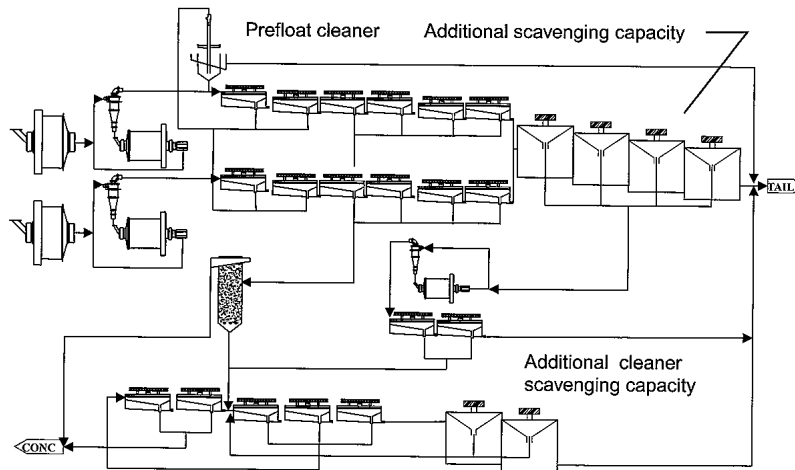 Prefloat cleaner
Additional scavenging capacity
TAIL
Additional cleaner
scavenging capacity
CONC